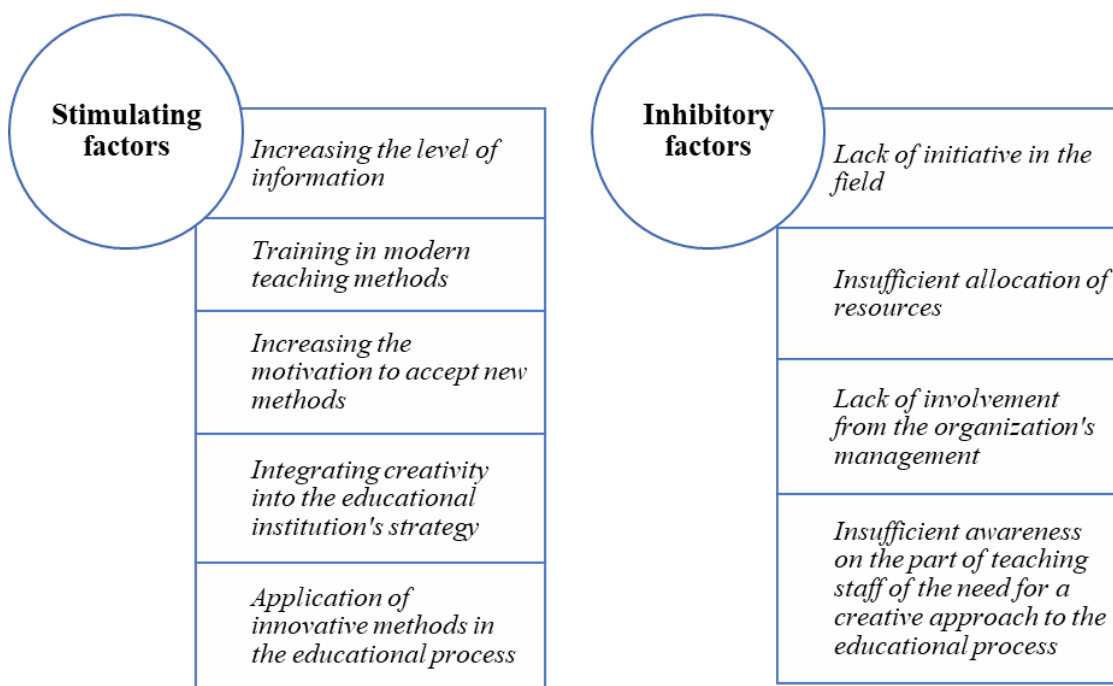 Stimulating
factors
Increasing the level of
information
Training in modern
teaching methods
Increasing the
motivation to accept new
methods
Integrating creativity
into the educational
institution's strategy
Application of
innovative methods in
the educational process
Inhibitory
factors
Lack of initiative in the
field
Insufficient allocation of
resources
Lack of involvement
from the organization's
management
Insufficient awareness
on the part of teaching
staff of the need for a
creative approach to the
educational process